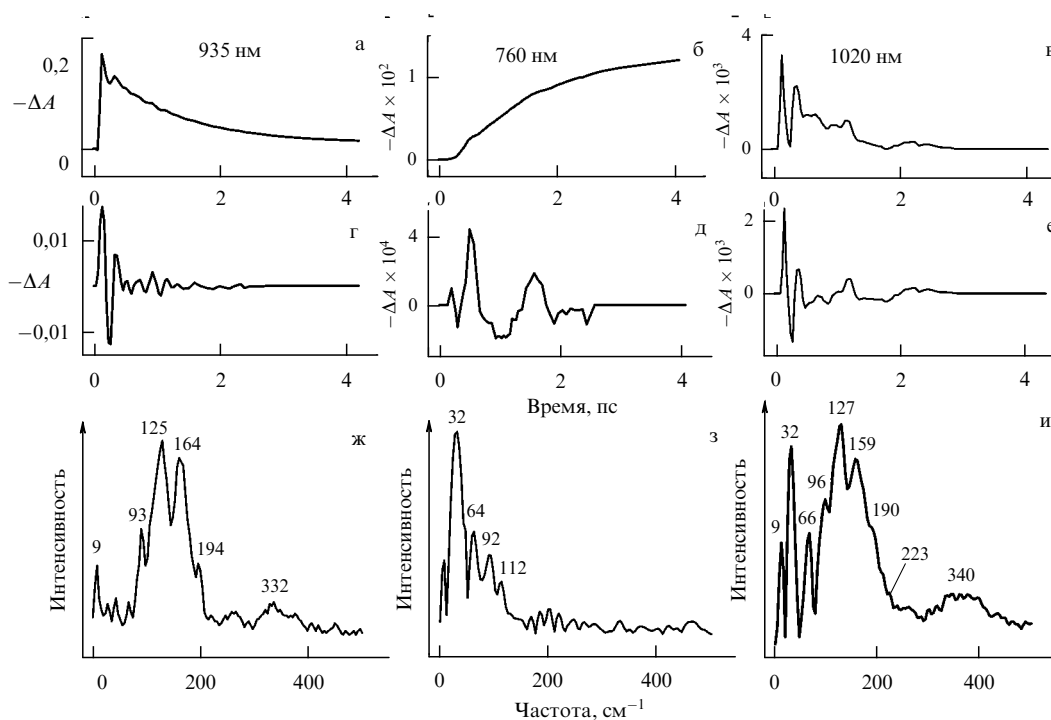 935 нм
а
0,2
−ΔA
0
0
2
4
760 нм
б
−ΔA × 10²
1
0
0
2
4
1020 нм
в
−ΔA × 10³
4
0
0
2
4
г
0,01
−ΔA
−0,01
0
2
4
д
−ΔA × 10⁴
4
0
0
2
4
Время, пс
е
−ΔA × 10³
2
0
0
2
4
ж
Интенсивность
9
93
125
164
194
332
0
200
400
з
Интенсивность
32
64
92
112
0
200
400
Частота, см⁻¹
и
Интенсивность
9
32
66
96
127
159
190
223
340
0
200
400